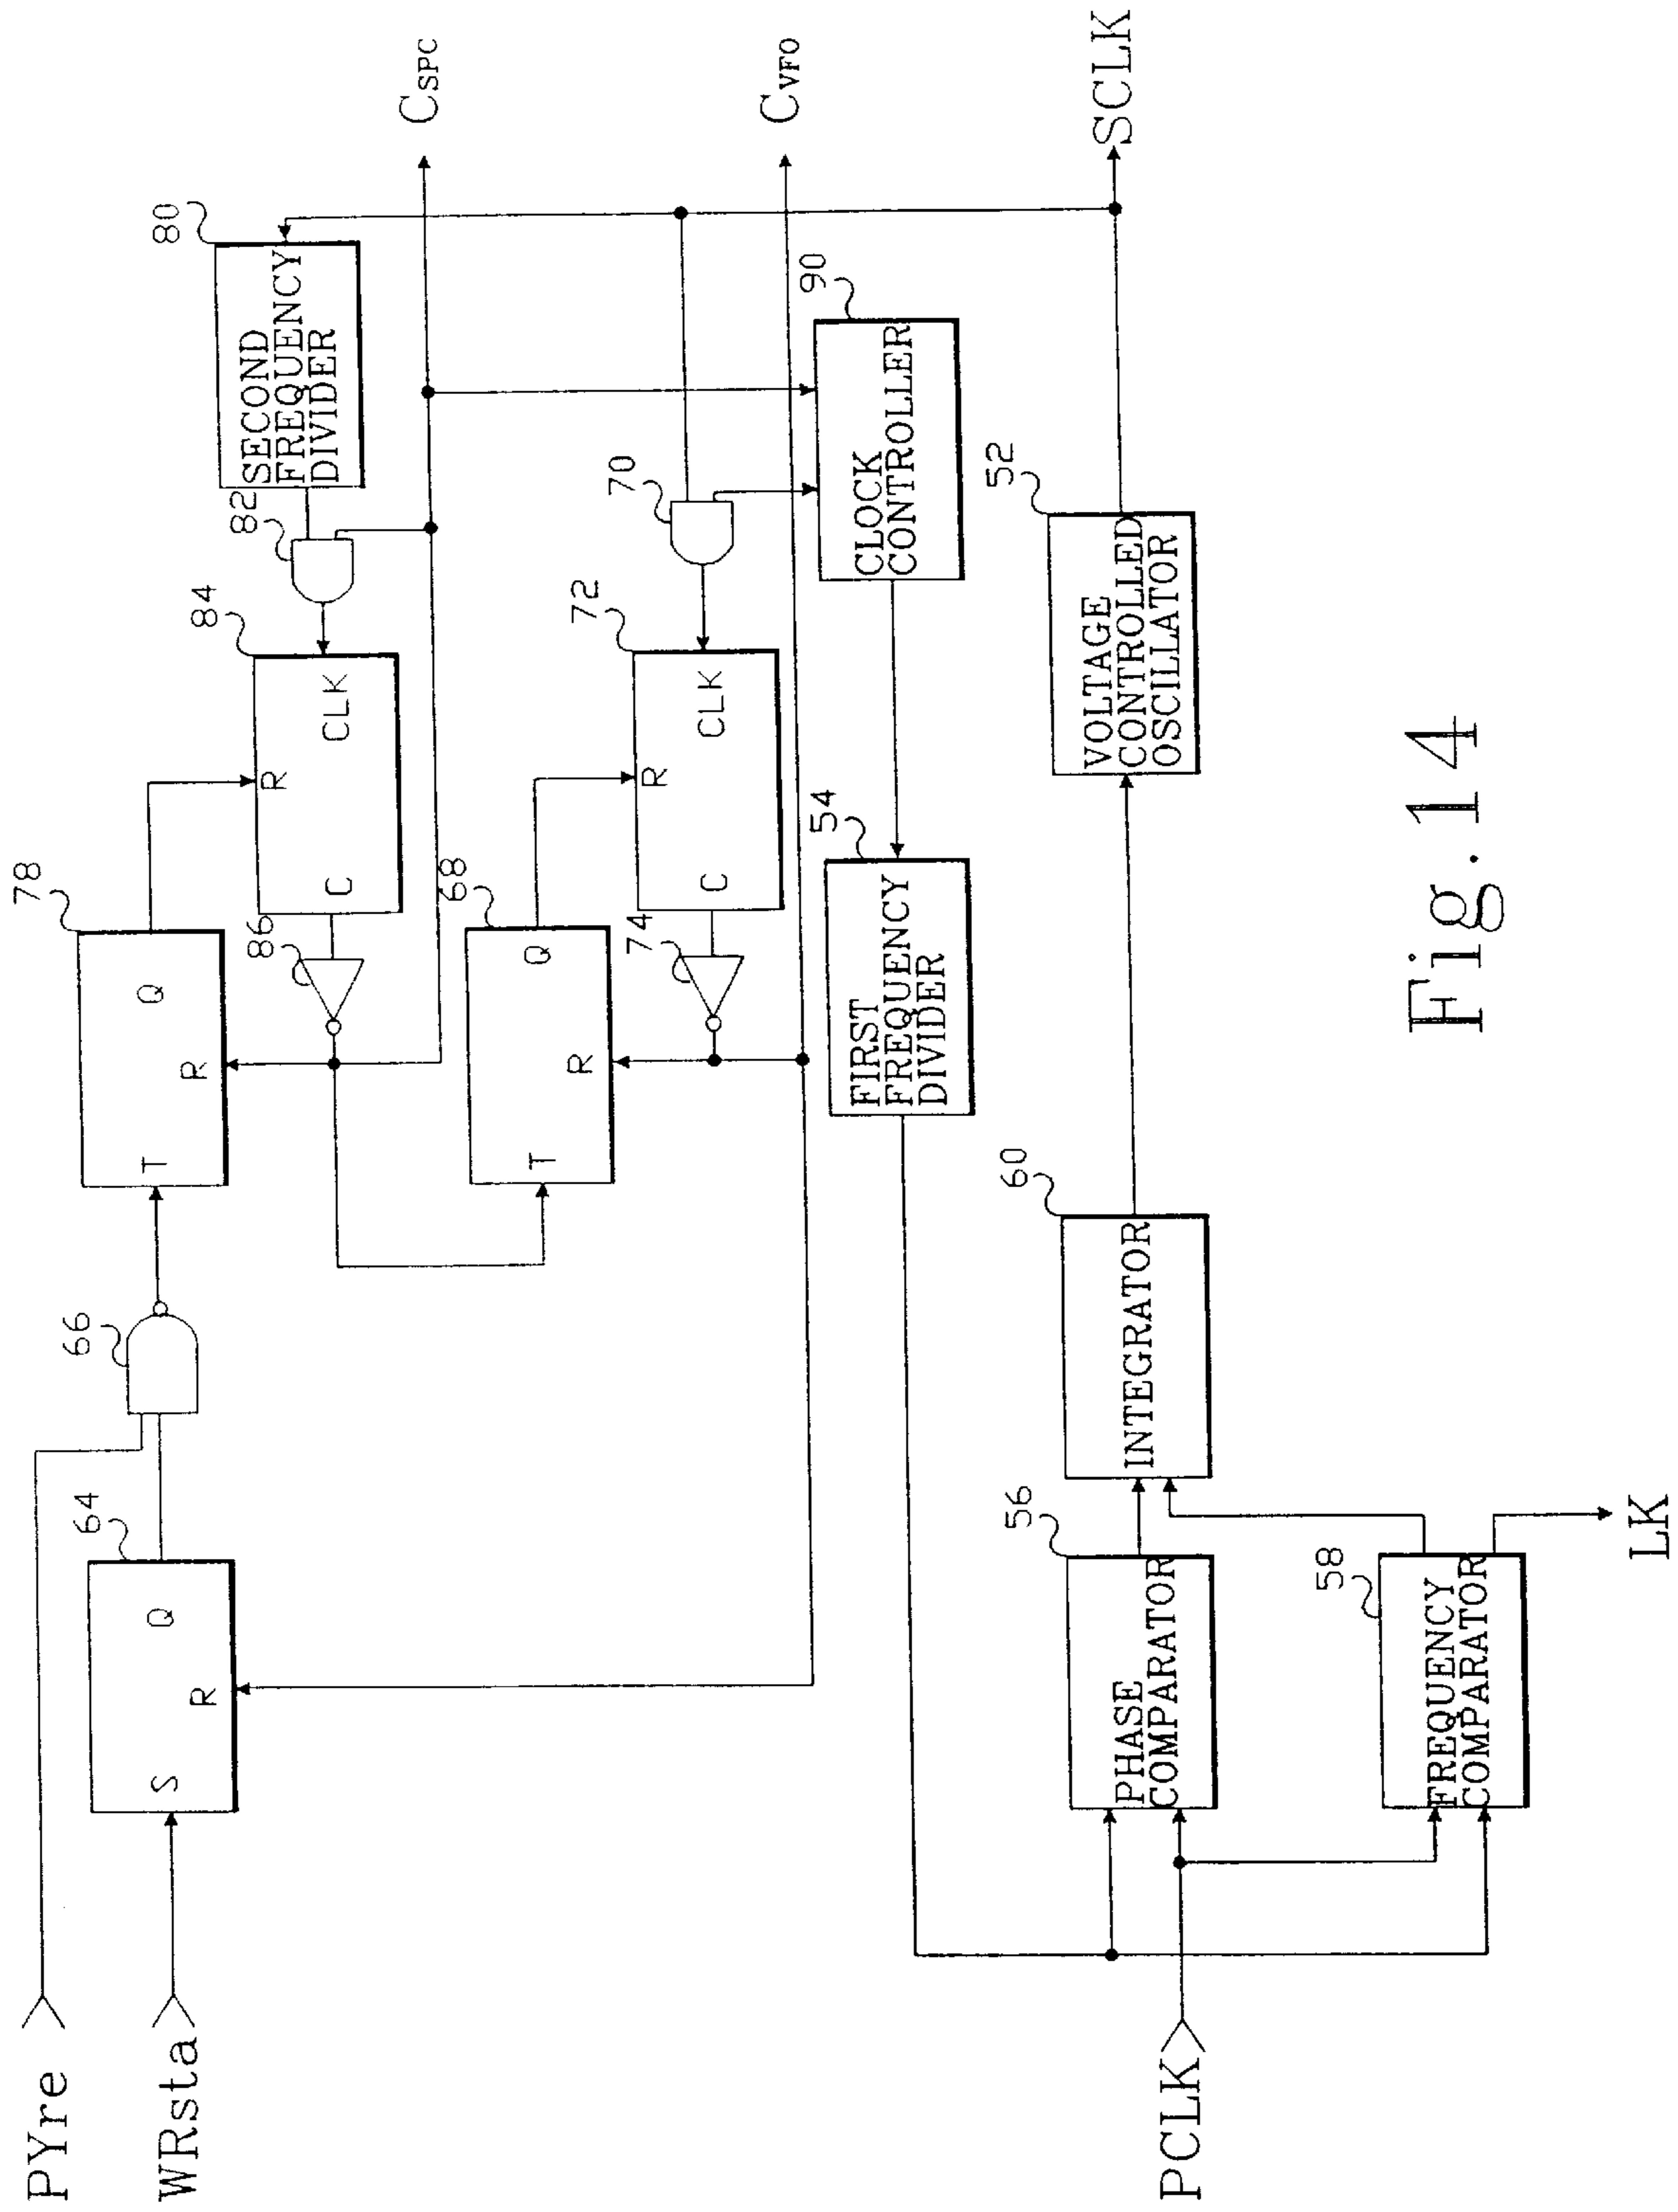 PYre
WRsta
64
S
Q
R
66
78
T
Q
R
84
R
C
CLK
86
82
80
SECOND
FREQUENCY
DIVIDER
C_SPC
68
T
Q
R
72
R
C
CLK
74
70
C_VFO
54
FIRST
FREQUENCY
DIVIDER
90
CLOCK
CONTROLLER
PCLK
56
PHASE
COMPARATOR
58
FREQUENCY
COMPARATOR
LK
60
INTEGRATOR
52
VOLTAGE
CONTROLLED
OSCILLATOR
SCLK
Fig.14